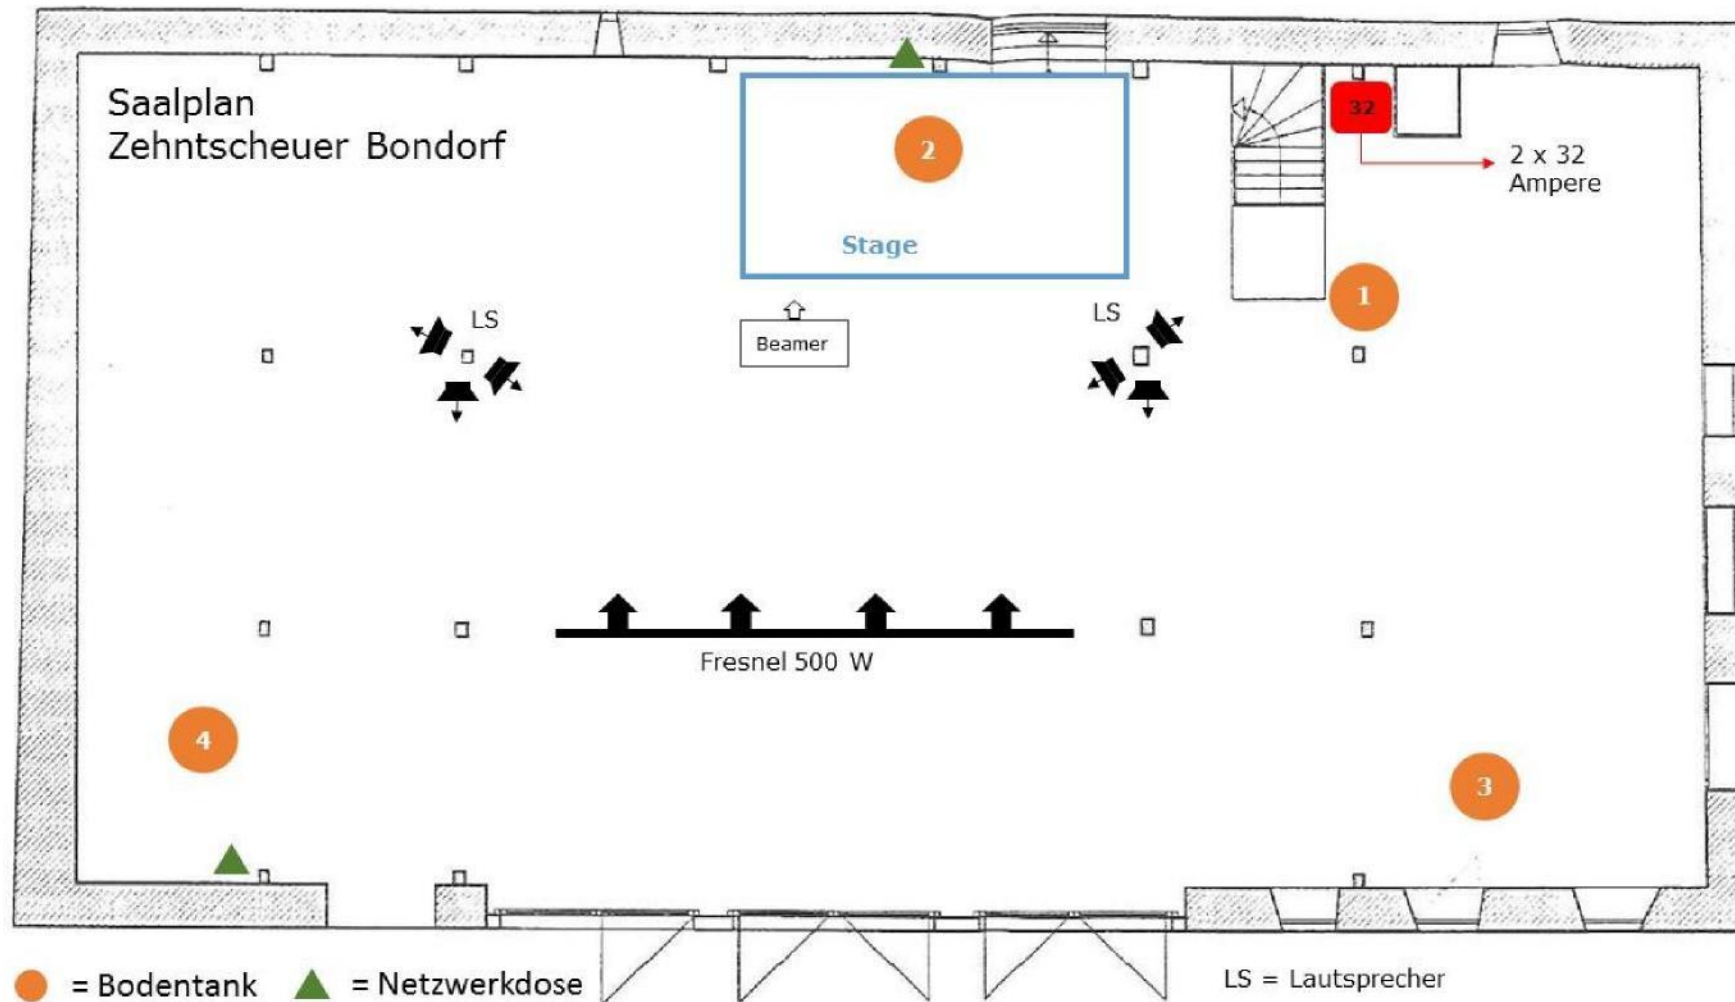 Saalplan
Zehntscheuer Bondorf
2
32
2 x 32
Ampere
Stage
1
LS
LS
Beamer
Fresnel 500 W
4
3
= Bodentank
= Netzwerkdose
LS = Lautsprecher